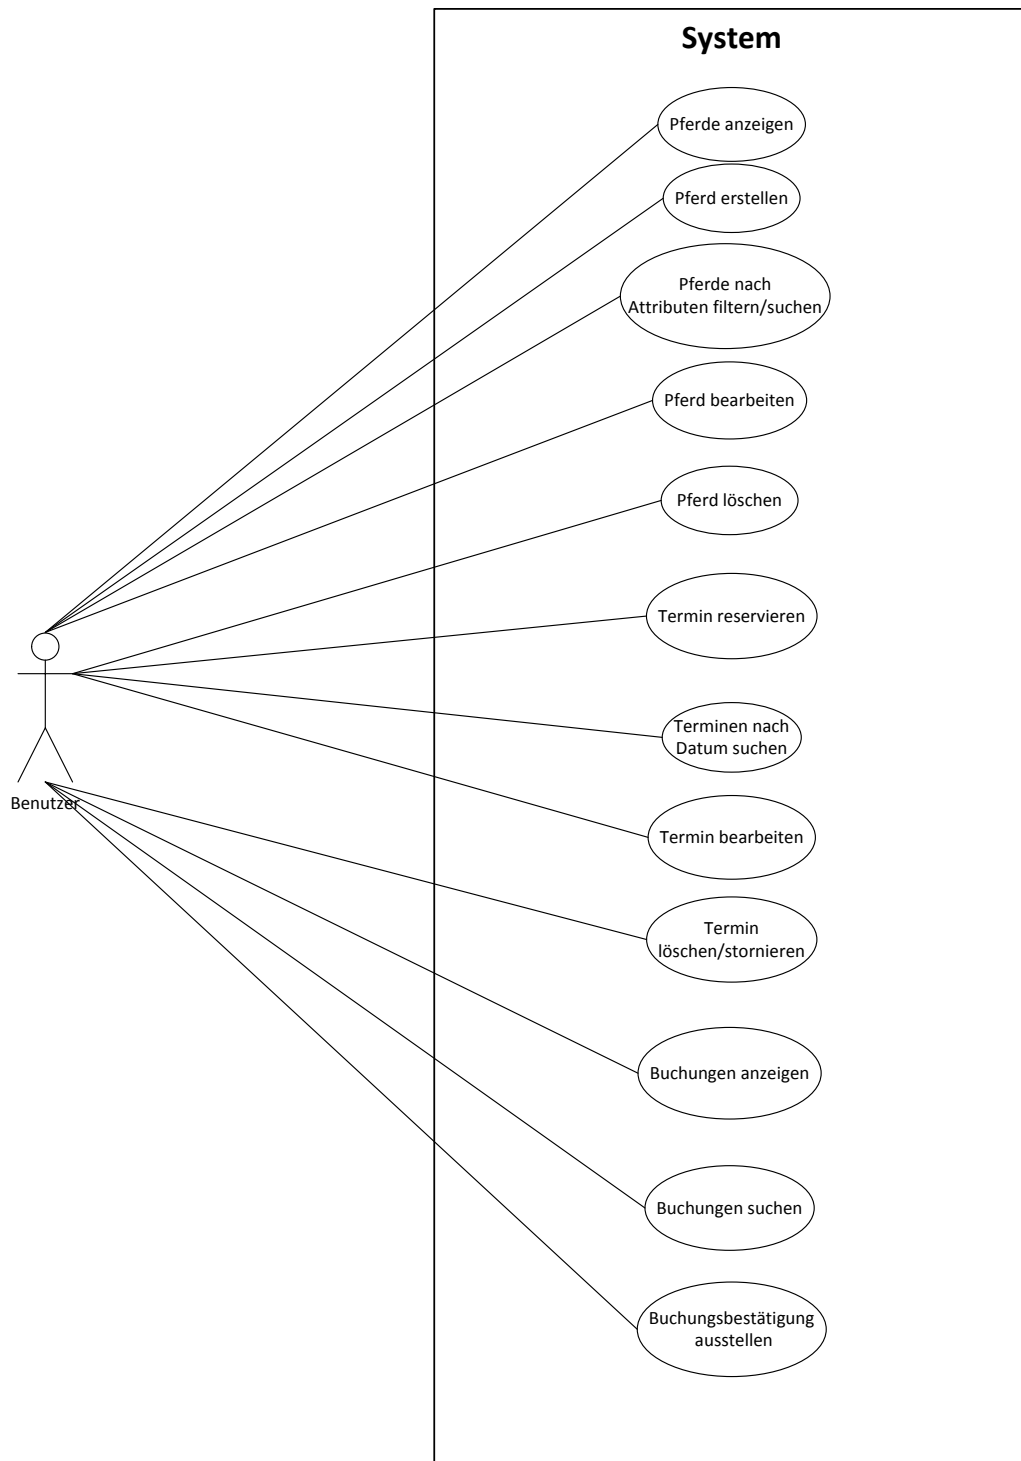 System
Pferde anzeigen
Pferd erstellen
Pferde nach
Attributen filtern/suchen
Pferd bearbeiten
Pferd löschen
Termin reservieren
Terminen nach
Datum suchen
Benutzer
Termin bearbeiten
Termin
löschen/stornieren
Buchungen anzeigen
Buchungen suchen
Buchungsbestätigung
ausstellen